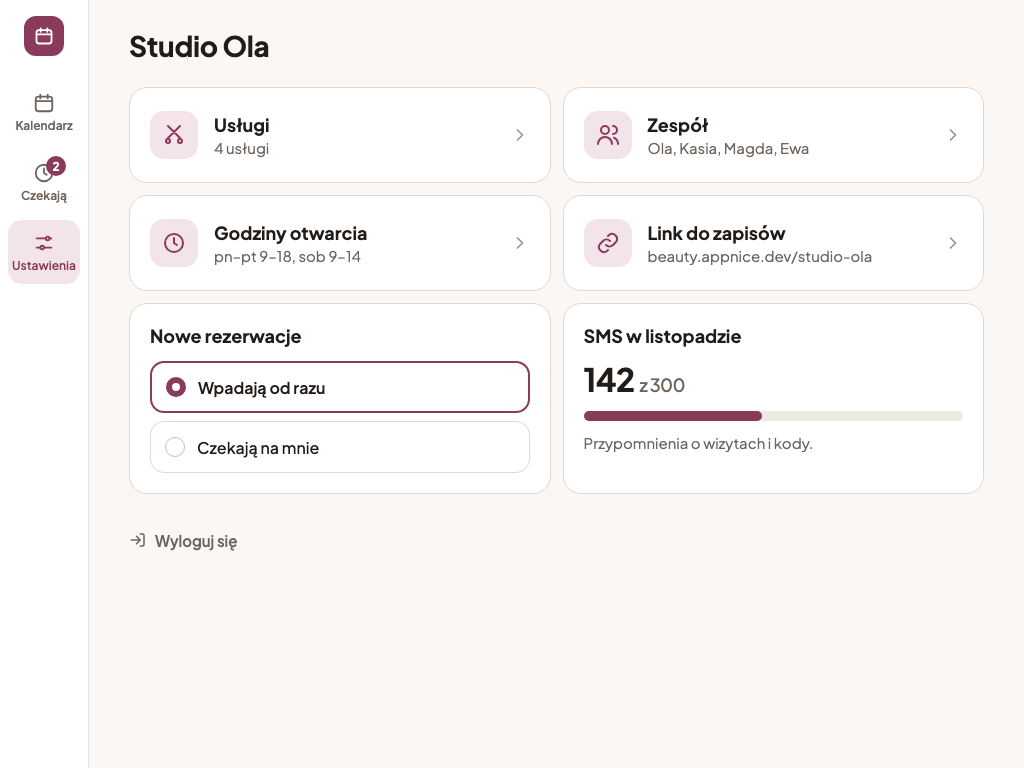 Studio Ola
Kalendarz
2
Czekają
Ustawienia
Usługi
4 usługi
Zespół
Ola, Kasia, Magda, Ewa
Godziny otwarcia
pn–pt 9–18, sob 9–14
Link do zapisów
beauty.appnice.dev/studio-ola
Nowe rezerwacje
Wpadają od razu
Czekają na mnie
SMS w listopadzie
142 z 300
Przypomnienia o wizytach i kody.
Wyloguj się